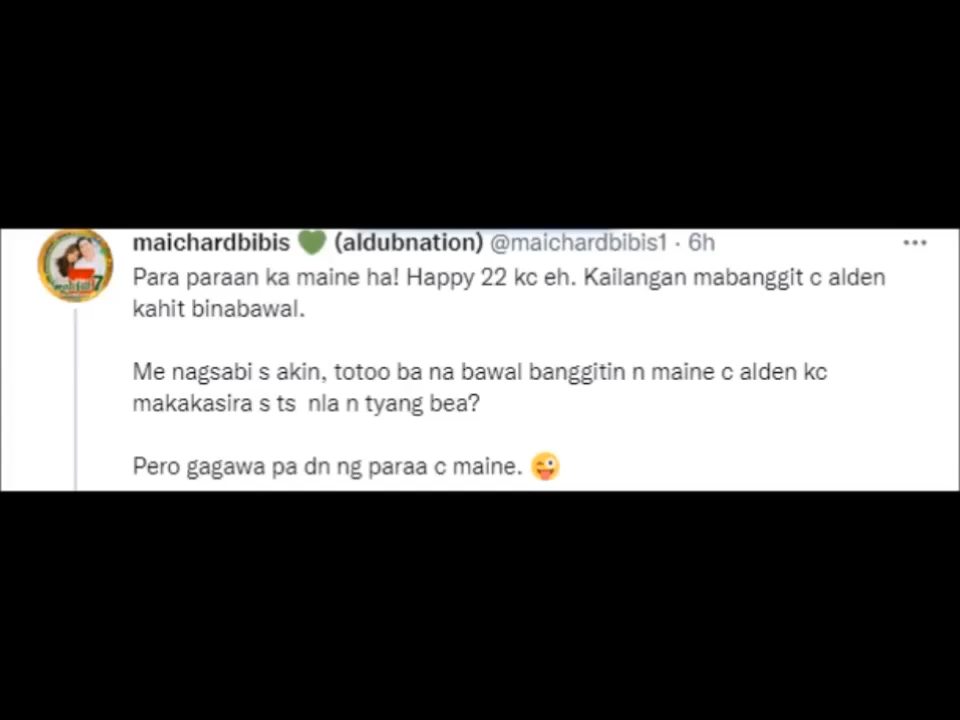 maichardbibis 💚 (aldubnation) @maichardbibis1 · 6h
Para paraan ka maine ha! Happy 22 kc eh. Kailangan mabanggit c alden
kahit binabawal.
Me nagsabi s akin, totoo ba na bawal banggitin n maine c alden kc
makakasira s ts nla n tyang bea?
Pero gagawa pa dn ng paraa c maine. 😜